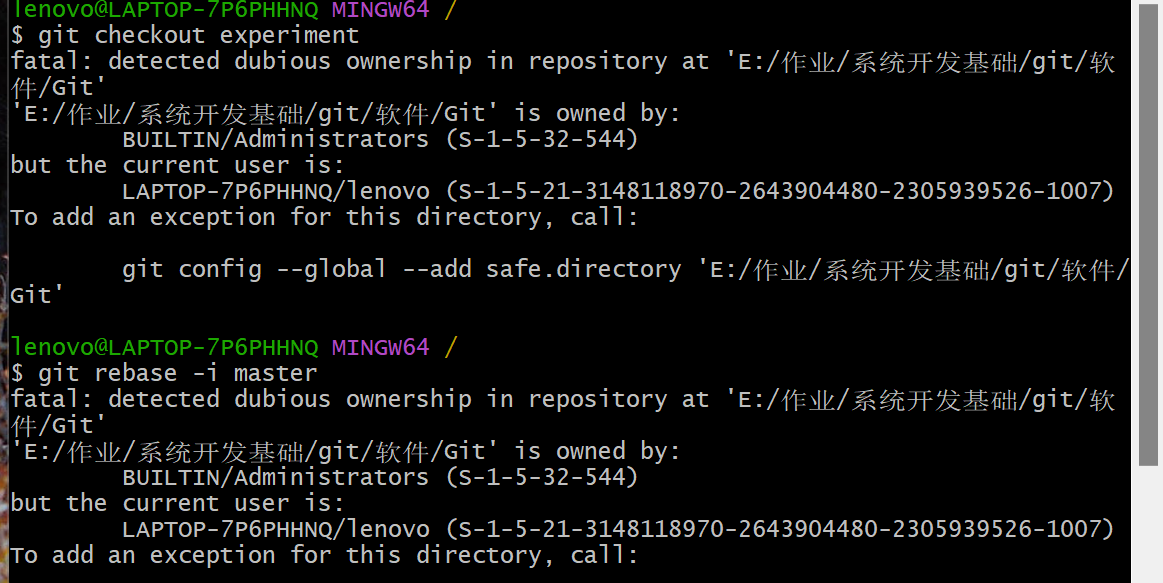 lenovo@LAPTOP-7P6PHHNQ MINGW64 /
$ git checkout experiment
fatal: detected dubious ownership in repository at 'E:/作业/系统开发基础/git/软
件/Git'
'E:/作业/系统开发基础/git/软件/Git' is owned by:
        BUILTIN/Administrators (S-1-5-32-544)
but the current user is:
        LAPTOP-7P6PHHNQ/lenovo (S-1-5-21-3148118970-2643904480-2305939526-1007)
To add an exception for this directory, call:

        git config --global --add safe.directory 'E:/作业/系统开发基础/git/软件/
Git'

lenovo@LAPTOP-7P6PHHNQ MINGW64 /
$ git rebase -i master
fatal: detected dubious ownership in repository at 'E:/作业/系统开发基础/git/软
件/Git'
'E:/作业/系统开发基础/git/软件/Git' is owned by:
        BUILTIN/Administrators (S-1-5-32-544)
but the current user is:
        LAPTOP-7P6PHHNQ/lenovo (S-1-5-21-3148118970-2643904480-2305939526-1007)
To add an exception for this directory, call: